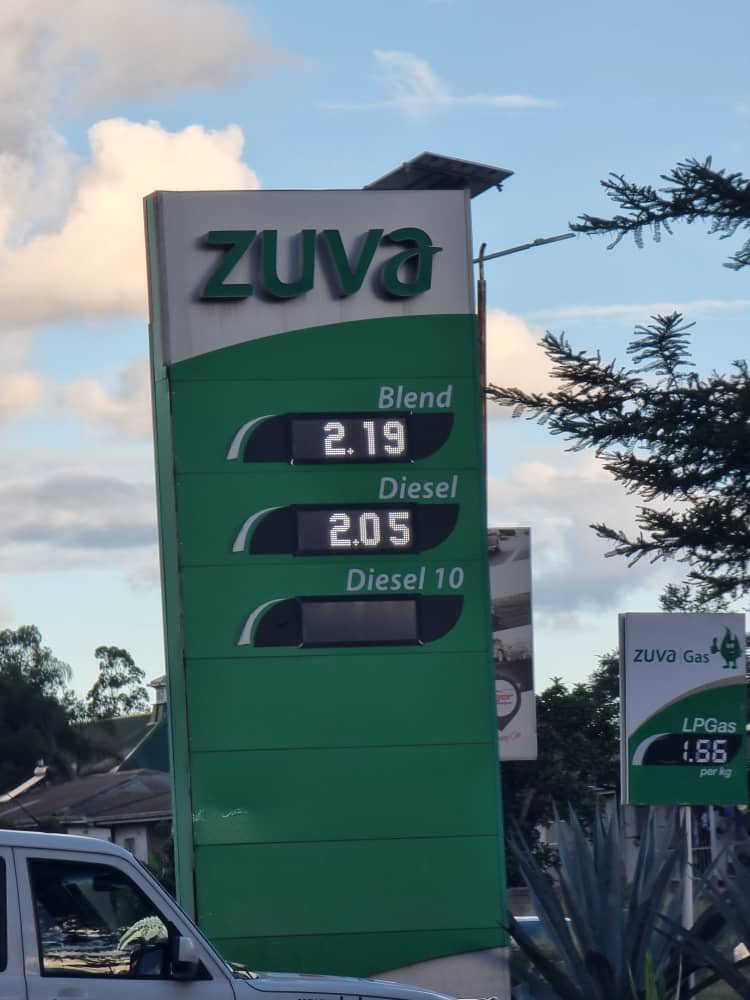 zuva
Blend
2.19
Diesel
2.05
Diesel 10
zuva Gas
LPGas
1.66
per kg